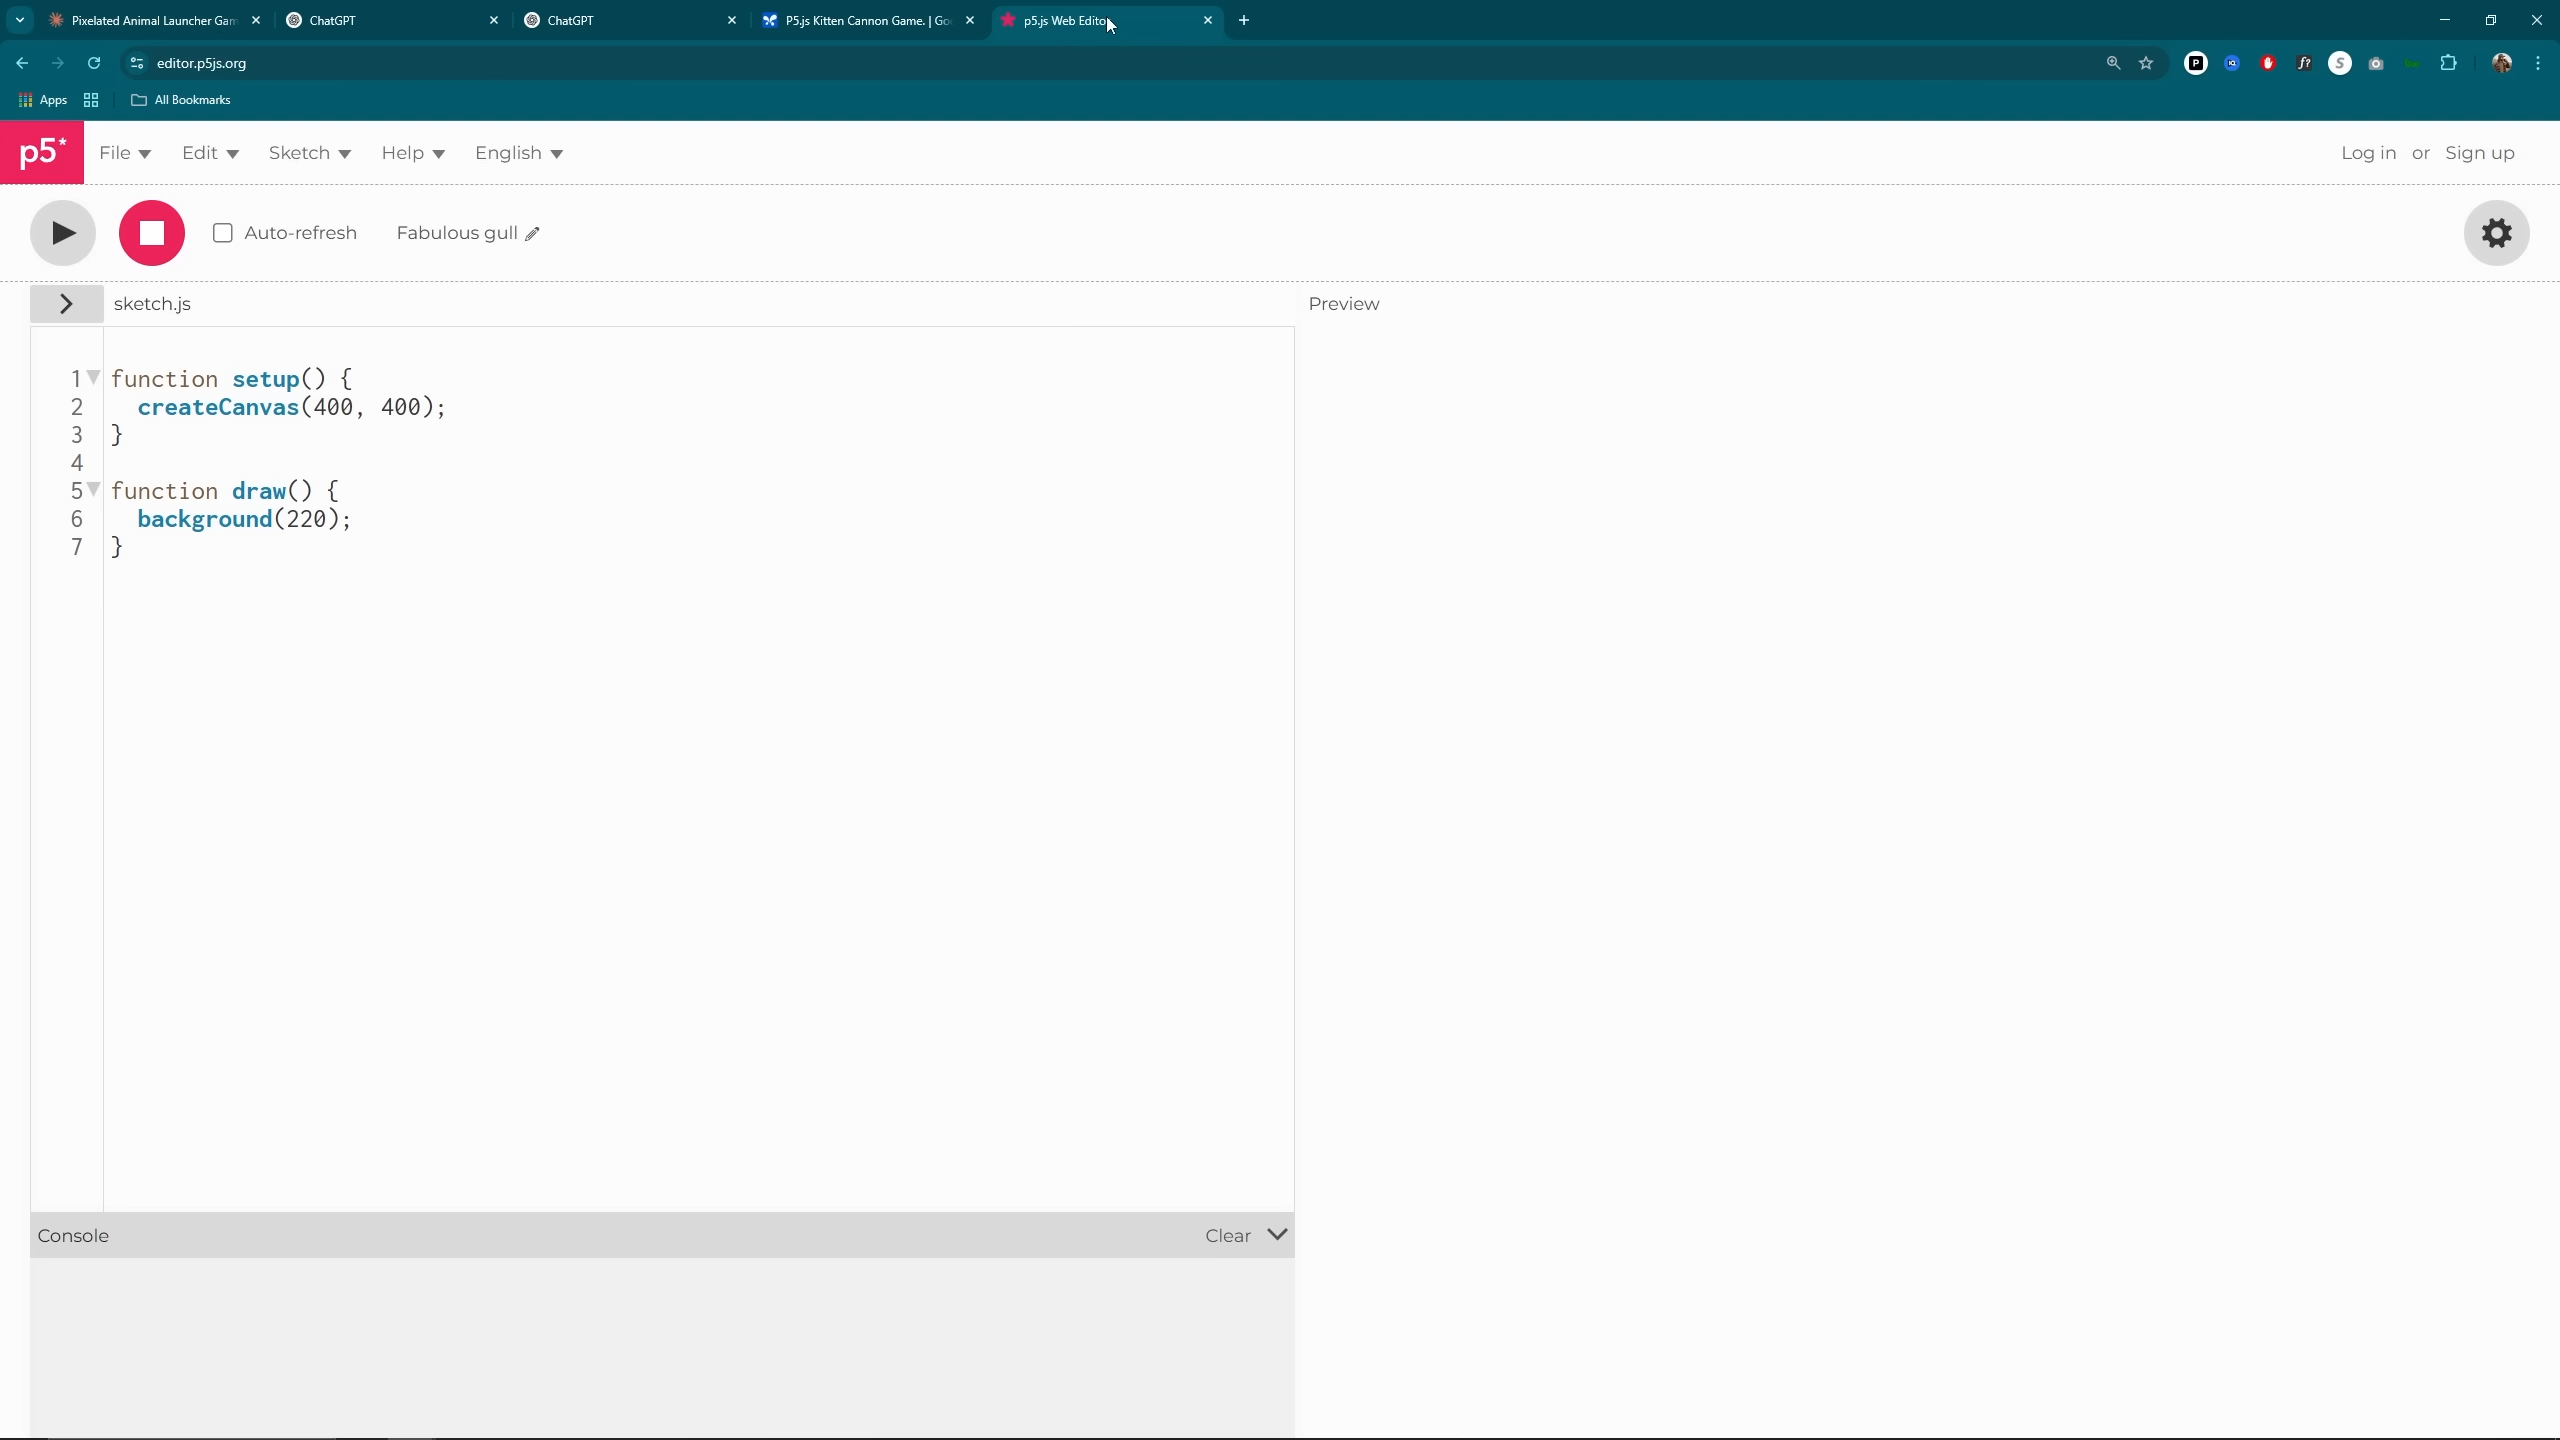 Pixelated Animal Launcher Gam
ChatGPT
ChatGPT
P5.js Kitten Cannon Game. | Go
p5.js Web Edito
editor.p5js.org
Apps
All Bookmarks
p5*
File
Edit
Sketch
Help
English
Log in or Sign up
Auto-refresh
Fabulous gull
sketch.js
Preview
1 function setup() {
2 createCanvas(400, 400);
3 }
4
5 function draw() {
6 background(220);
7 }
Console
Clear